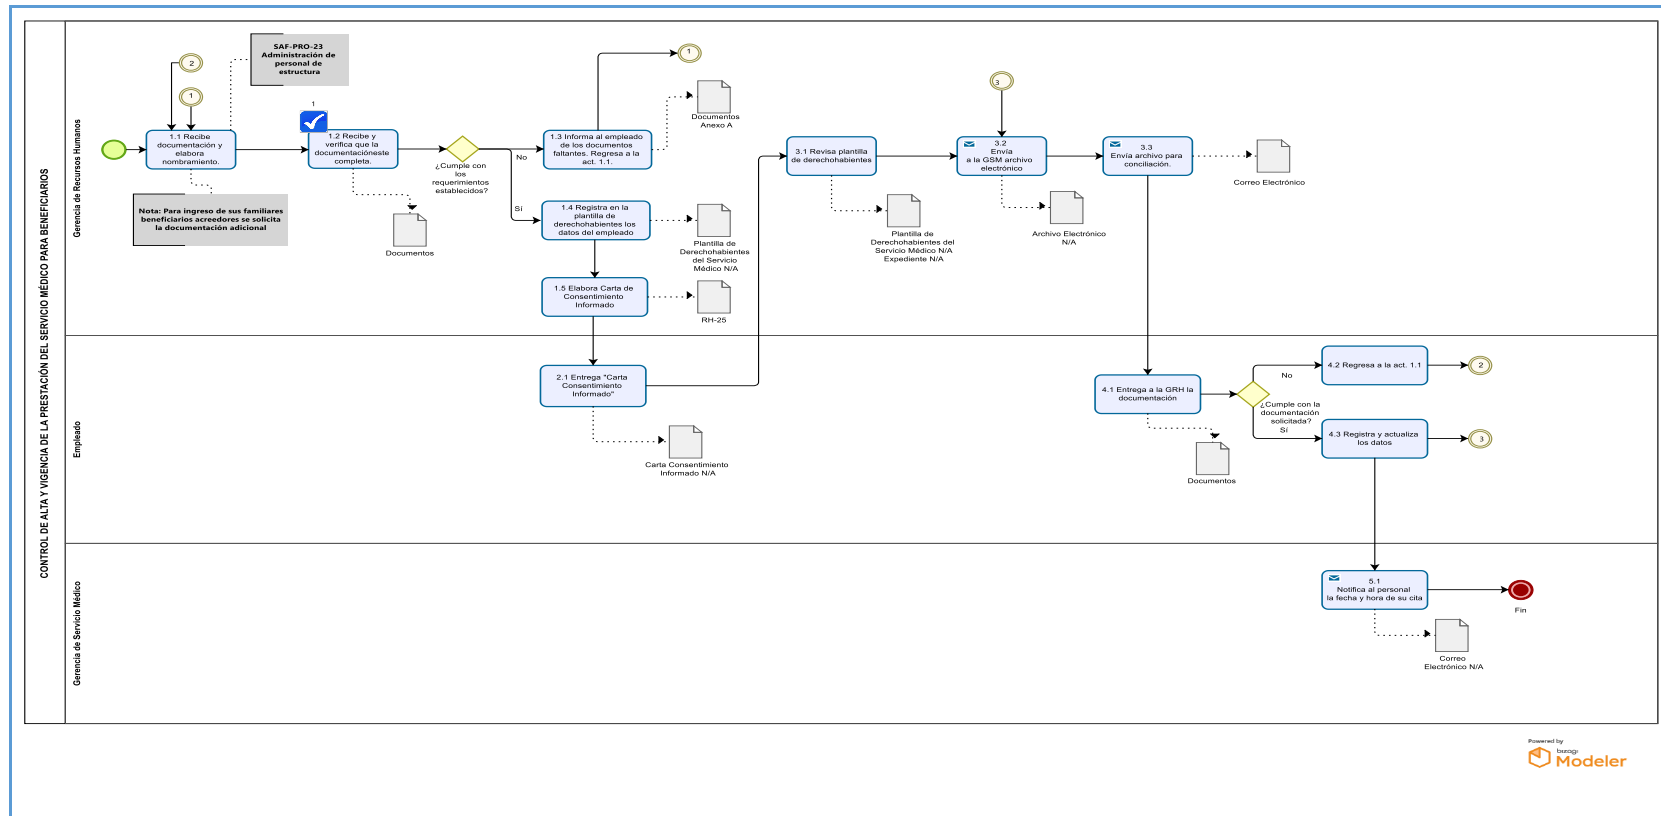 CONTROL DE ALTA Y VIGENCIA DE LA PRESTACIÓN DEL SERVICIO MÉDICO PARA BENEFICIARIOS
Gerencia de Recursos Humanos
SAF-PRO-23
Administración de
personal de
estructura
2
1
1.1 Recibe
documentación y
elabora
nombramiento.
Nota: Para ingreso de sus familiares
beneficiarios acreedores se solicita
la documentación adicional
1
1.2 Recibe y
verifica que la
documentacióneste
completa.
Documentos
¿Cumple con
los
requerimientos
establecidos?
No
Sí
1.3 Informa al empleado
de los documentos
faltantes. Regresa a la
act. 1.1.
1
Documentos
Anexo A
1.4 Registra en la
plantilla de
derechohabientes los
datos del empleado
Plantilla de
Derechohabientes
del Servicio
Médico N/A
1.5 Elabora Carta de
Consentimiento
Informado
RH-25
3.1 Revisa plantilla
de derechohabientes
Plantilla de
Derechohabientes del
Servicio Médico N/A
Expediente N/A
3
3.2
Envía
a la GSM archivo
electrónico
Archivo Electrónico
N/A
3.3
Envía archivo para
conciliación.
Correo Electrónico
Empleado
2.1 Entrega "Carta
Consentimiento
Informado"
Carta Consentimiento
Informado N/A
4.1 Entrega a la GRH la
documentación
Documentos
¿Cumple con la
documentación
solicitada?
No
Sí
4.2 Regresa a la act. 1.1
2
4.3 Registra y actualiza
los datos
3
Gerencia de Servicio Médico
5.1
Notifica al personal
la fecha y hora de su cita
Fin
Correo
Electrónico N/A
Powered by
bizagi
Modeler